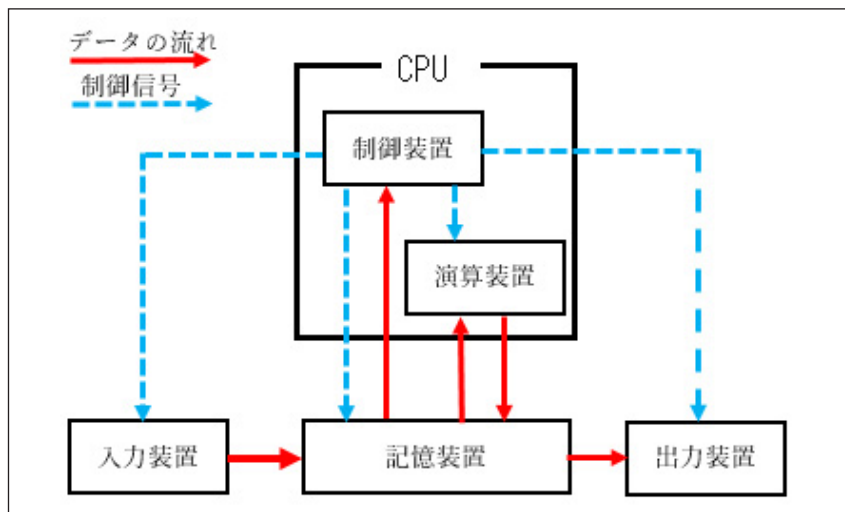 データの流れ
制御信号
CPU
制御装置
演算装置
入力装置
記憶装置
出力装置